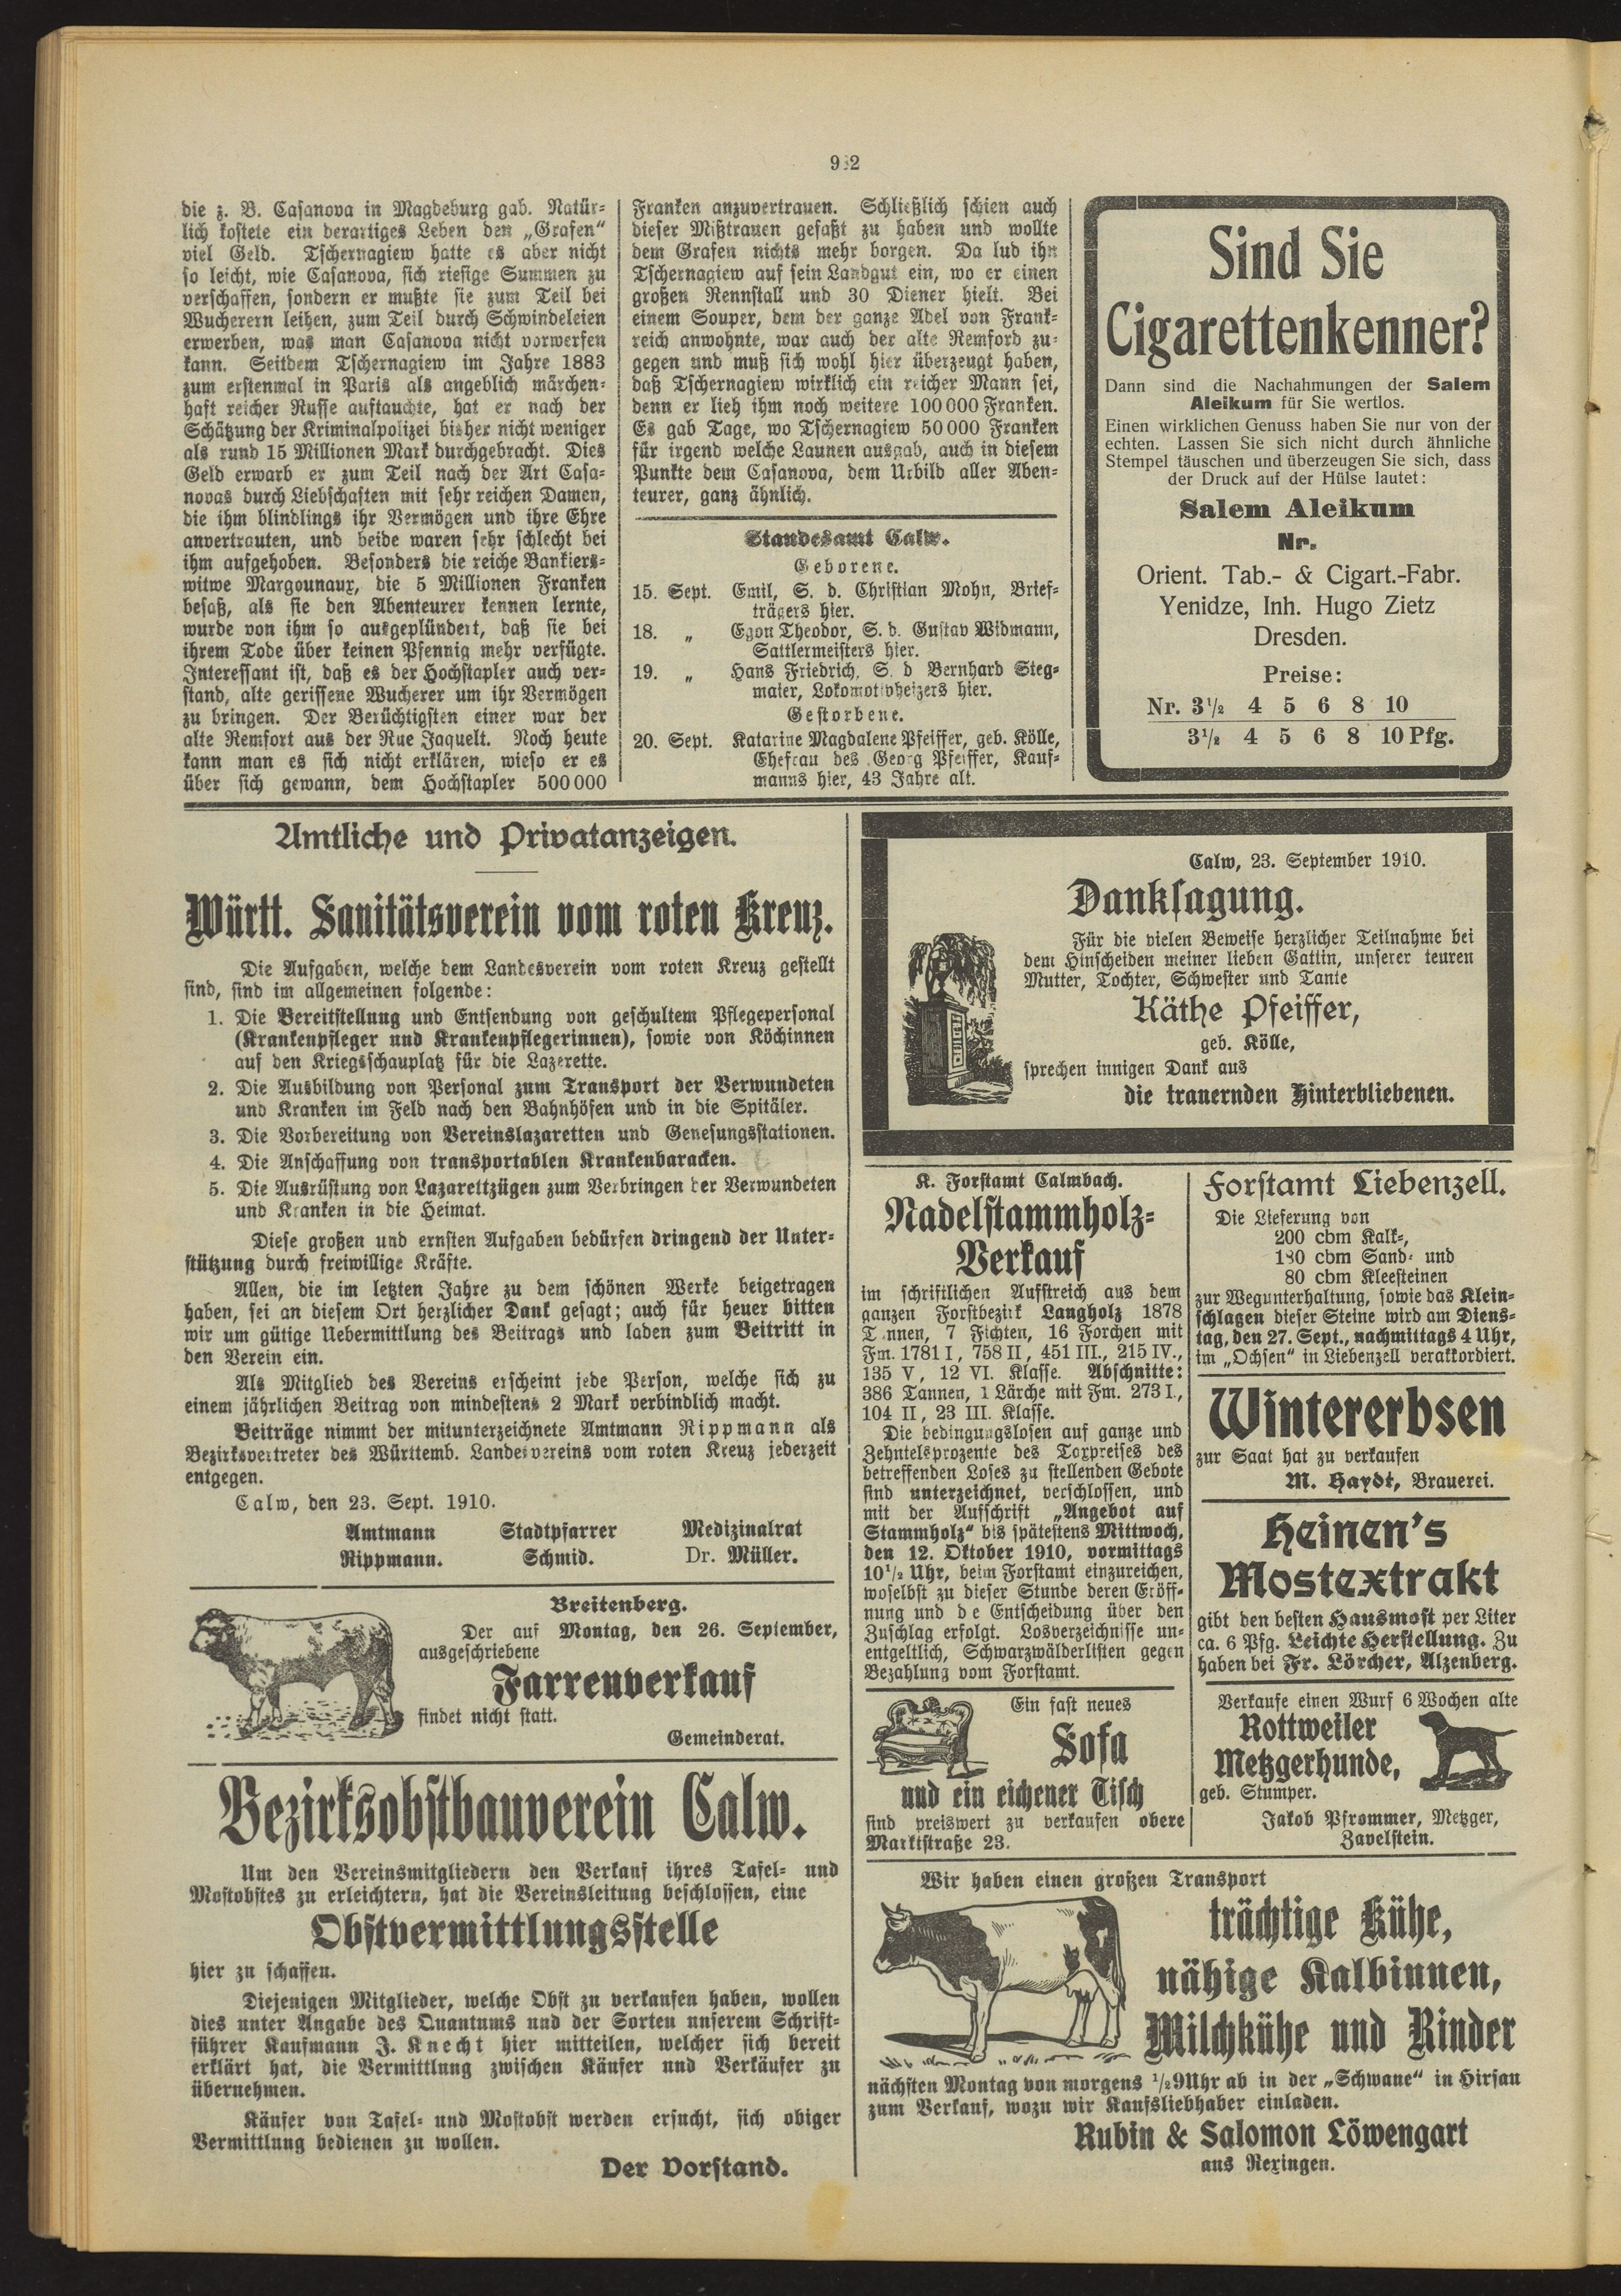 die z. B. Casanova in Magdeburg gab. Natür-
lich kostete ein derartiges Leben den „Grafen“
viel Geld. Tschernagiew hatte es aber nicht
so leicht, wie Casanova, sich riesige Summen zu
verschaffen, sondern er mußte sie zum Teil bei
Wucherern leihen, zum Teil durch Schwindeleien
erwerben, was man Casanova nicht vorwerfen
kann. Seitdem Tschernagiew im Jahre 1883
zum erstenmal in Paris als angeblich märchen-
haft reicher Russe auftauchte, hat er nach der
Schätzung der Kriminalpolizei bisher nicht weniger
als rund 15 Millionen Mark durchgebracht. Dies
Geld erwarb er zum Teil nach der Art Casa-
novas durch Liebschaften mit sehr reichen Damen,
die ihm blindlings ihr Vermögen und ihre Ehre
anvertrauten, und beide waren sehr schlecht bei
ihm aufgehoben. Besonders die reiche Bankiers-
witwe Margounaux, die 5 Millionen Franken
besaß, als sie den Abenteurer kennen lernte,
wurde von ihm so ausgeplündert, daß sie bei
ihrem Tode über keinen Pfennig mehr verfügte.
Interessant ist, daß es der Hochstapler auch ver-
stand, alte gerissene Wucherer um ihr Vermögen
zu bringen. Der Berüchtigsten einer war der
alte Remfort aus der Rue Jaquelt. Noch heute
kann man es sich nicht erklären, wieso er es
über sich gewann, dem Hochstapler 500 000
Franken anzuvertrauen. Schließlich schien auch
dieser Mißtrauen gefaßt zu haben und wollte
dem Grafen nichts mehr borgen. Da lud ihn
Tschernagiew auf sein Landgut ein, wo er einen
großen Rennstall und 30 Diener hielt. Bei
einem Souper, dem der ganze Adel von Frank-
reich anwohnte, war auch der alte Remford zu-
gegen und muß sich wohl hier überzeugt haben,
daß Tschernagiew wirklich ein reicher Mann sei,
denn er lieh ihm noch weitere 100 000 Franken.
Es gab Tage, wo Tschernagiew 50 000 Franken
für irgend welche Launen ausgab, auch in diesem
Punkte dem Casanova, dem Urbild aller Aben-
teurer, ganz ähnlich.
Standesamt Calw.
Geborene.
15. Sept. Emil, S. d. Christian Mohn, Brief-
trägers hier.
18. „ Egon Theodor, S. d. Gustav Widmann,
Sattlermeisters hier.
19. „ Hans Friedrich, S. d Bernhard Steg-
maier, Lokomotivheizers hier.
Gestorbene.
20. Sept. Katarine Magdalene Pfeiffer, geb. Kölle,
Ehefrau des Georg Pfeiffer, Kauf-
manns hier, 43 Jahre alt.
Sind Sie
Cigarettenkenner?
Dann sind die Nachahmungen der Salem
Aleikum für Sie wertlos.
Einen wirklichen Genuss haben Sie nur von der
echten. Lassen Sie sich nicht durch ähnliche
Stempel täuschen und überzeugen Sie sich, dass
der Druck auf der Hülse lautet:
Salem Aleikum
Nr.
Orient. Tab.- & Cigart.-Fabr.
Yenidze, Inh. Hugo Zietz
Dresden.
Preise:
Nr. 3½ 4 5 6 8 10
3½ 4 5 6 8 10 Pfg.
Amtliche und Privatanzeigen.
Württ. Sanitätsverein vom roten Kreuz.
Die Aufgaben, welche dem Landesverein vom roten Kreuz gestellt
sind, sind im allgemeinen folgende:
1. Die Bereitstellung und Entsendung von geschultem Pflegepersonal
(Krankenpfleger und Krankenpflegerinnen), sowie von Köchinnen
auf den Kriegsschauplatz für die Lazerette.
2. Die Ausbildung von Personal zum Transport der Verwundeten
und Kranken im Feld nach den Bahnhöfen und in die Spitäler.
3. Die Vorbereitung von Vereinslazaretten und Genesungsstationen.
4. Die Anschaffung von transportablen Krankenbaracken.
5. Die Ausrüstung von Lazarettzügen zum Verbringen der Verwundeten
und Kranken in die Heimat.
Diese großen und ernsten Aufgaben bedürfen dringend der Unter-
stützung durch freiwillige Kräfte.
Allen, die im letzten Jahre zu dem schönen Werke beigetragen
haben, sei an diesem Ort herzlicher Dank gesagt; auch für heuer bitten
wir um gütige Uebermittlung des Beitrags und laden zum Beitritt in
den Verein ein.
Als Mitglied des Vereins erscheint jede Person, welche sich zu
einem jährlichen Beitrag von mindestens 2 Mark verbindlich macht.
Beiträge nimmt der mitunterzeichnete Amtmann Rippmann als
Bezirksvertreter des Württemb. Landesvereins vom roten Kreuz jederzeit
entgegen.
Calw, den 23. Sept. 1910.
Amtmann Stadtpfarrer Medizinalrat
Rippmann. Schmid. Dr. Müller.
Breitenberg.
Der auf Montag, den 26. September,
ausgeschriebene
Farrenverkauf
findet nicht statt.
Gemeinderat.
Bezirksobstbauverein Calw.
Um den Vereinsmitgliedern den Verkauf ihres Tafel- und
Mostobstes zu erleichtern, hat die Vereinsleitung beschlossen, eine
Obstvermittlungsstelle
hier zu schaffen.
Diejenigen Mitglieder, welche Obst zu verkaufen haben, wollen
dies unter Angabe des Quantums und der Sorten unserem Schrift-
führer Kaufmann J. Knecht hier mitteilen, welcher sich bereit
erklärt hat, die Vermittlung zwischen Käufer und Verkäufer zu
übernehmen.
Käufer von Tafel- und Mostobst werden ersucht, sich obiger
Vermittlung bedienen zu wollen.
Der Vorstand.
Calw, 23. September 1910.
Danksagung.
Für die vielen Beweise herzlicher Teilnahme bei
dem Hinscheiden meiner lieben Gattin, unserer teuren
Mutter, Tochter, Schwester und Tante
Käthe Pfeiffer,
geb. Kölle,
sprechen innigen Dank aus
die trauernden Hinterbliebenen.
K. Forstamt Calmbach.
Nadelstammholz-
Verkauf
im schriftlichen Aufstreich aus dem
ganzen Forstbezirk Langholz 1878
Tannen, 7 Fichten, 16 Forchen mit
Fm. 1781 I, 758 II, 451 III., 215 IV.,
135 V, 12 VI. Klasse. Abschnitte:
386 Tannen, 1 Lärche mit Fm. 273 I.,
104 II, 23 III. Klasse.
Die bedingungslosen auf ganze und
Zehntelsprozente des Taxpreises des
betreffenden Loses zu stellenden Gebote
sind unterzeichnet, verschlossen, und
mit der Aufschrift „Angebot auf
Stammholz“ bis spätestens Mittwoch,
den 12. Oktober 1910, vormittags
10½ Uhr, beim Forstamt einzureichen,
woselbst zu dieser Stunde deren Eröff-
nung und die Entscheidung über den
Zuschlag erfolgt. Losverzeichnisse un-
entgeltlich, Schwarzwälderlisten gegen
Bezahlung vom Forstamt.
Ein fast neues
Sofa
und ein eichener Tisch
sind preiswert zu verkaufen obere
Marktstraße 23.
Forstamt Liebenzell.
Die Lieferung von
200 cbm Kalk-,
180 cbm Sand- und
80 cbm Kleesteinen
zur Wegunterhaltung, sowie das Klein-
schlagen dieser Steine wird am Diens-
tag, den 27. Sept., nachmittags 4 Uhr,
im „Ochsen“ in Liebenzell verakkordiert.
Wintererbsen
zur Saat hat zu verkaufen
M. Haydt, Brauerei.
Heinen's
Mostextrakt
gibt den besten Hausmost per Liter
ca. 6 Pfg. Leichte Herstellung. Zu
haben bei Fr. Lörcher, Alzenberg.
Verkaufe einen Wurf 6 Wochen alte
Rottweiler
Metzgerhunde,
geb. Stumper.
Jakob Pfrommer, Metzger,
Zavelstein.
Wir haben einen großen Transport
trächtige Kühe,
nähige Kalbinnen,
Milchkühe und Rinder
nächsten Montag von morgens ½9 Uhr ab in der „Schwane“ in Hirsau
zum Verkauf, wozu wir Kaufsliebhaber einladen.
Rubin & Salomon Löwengart
aus Rexingen.